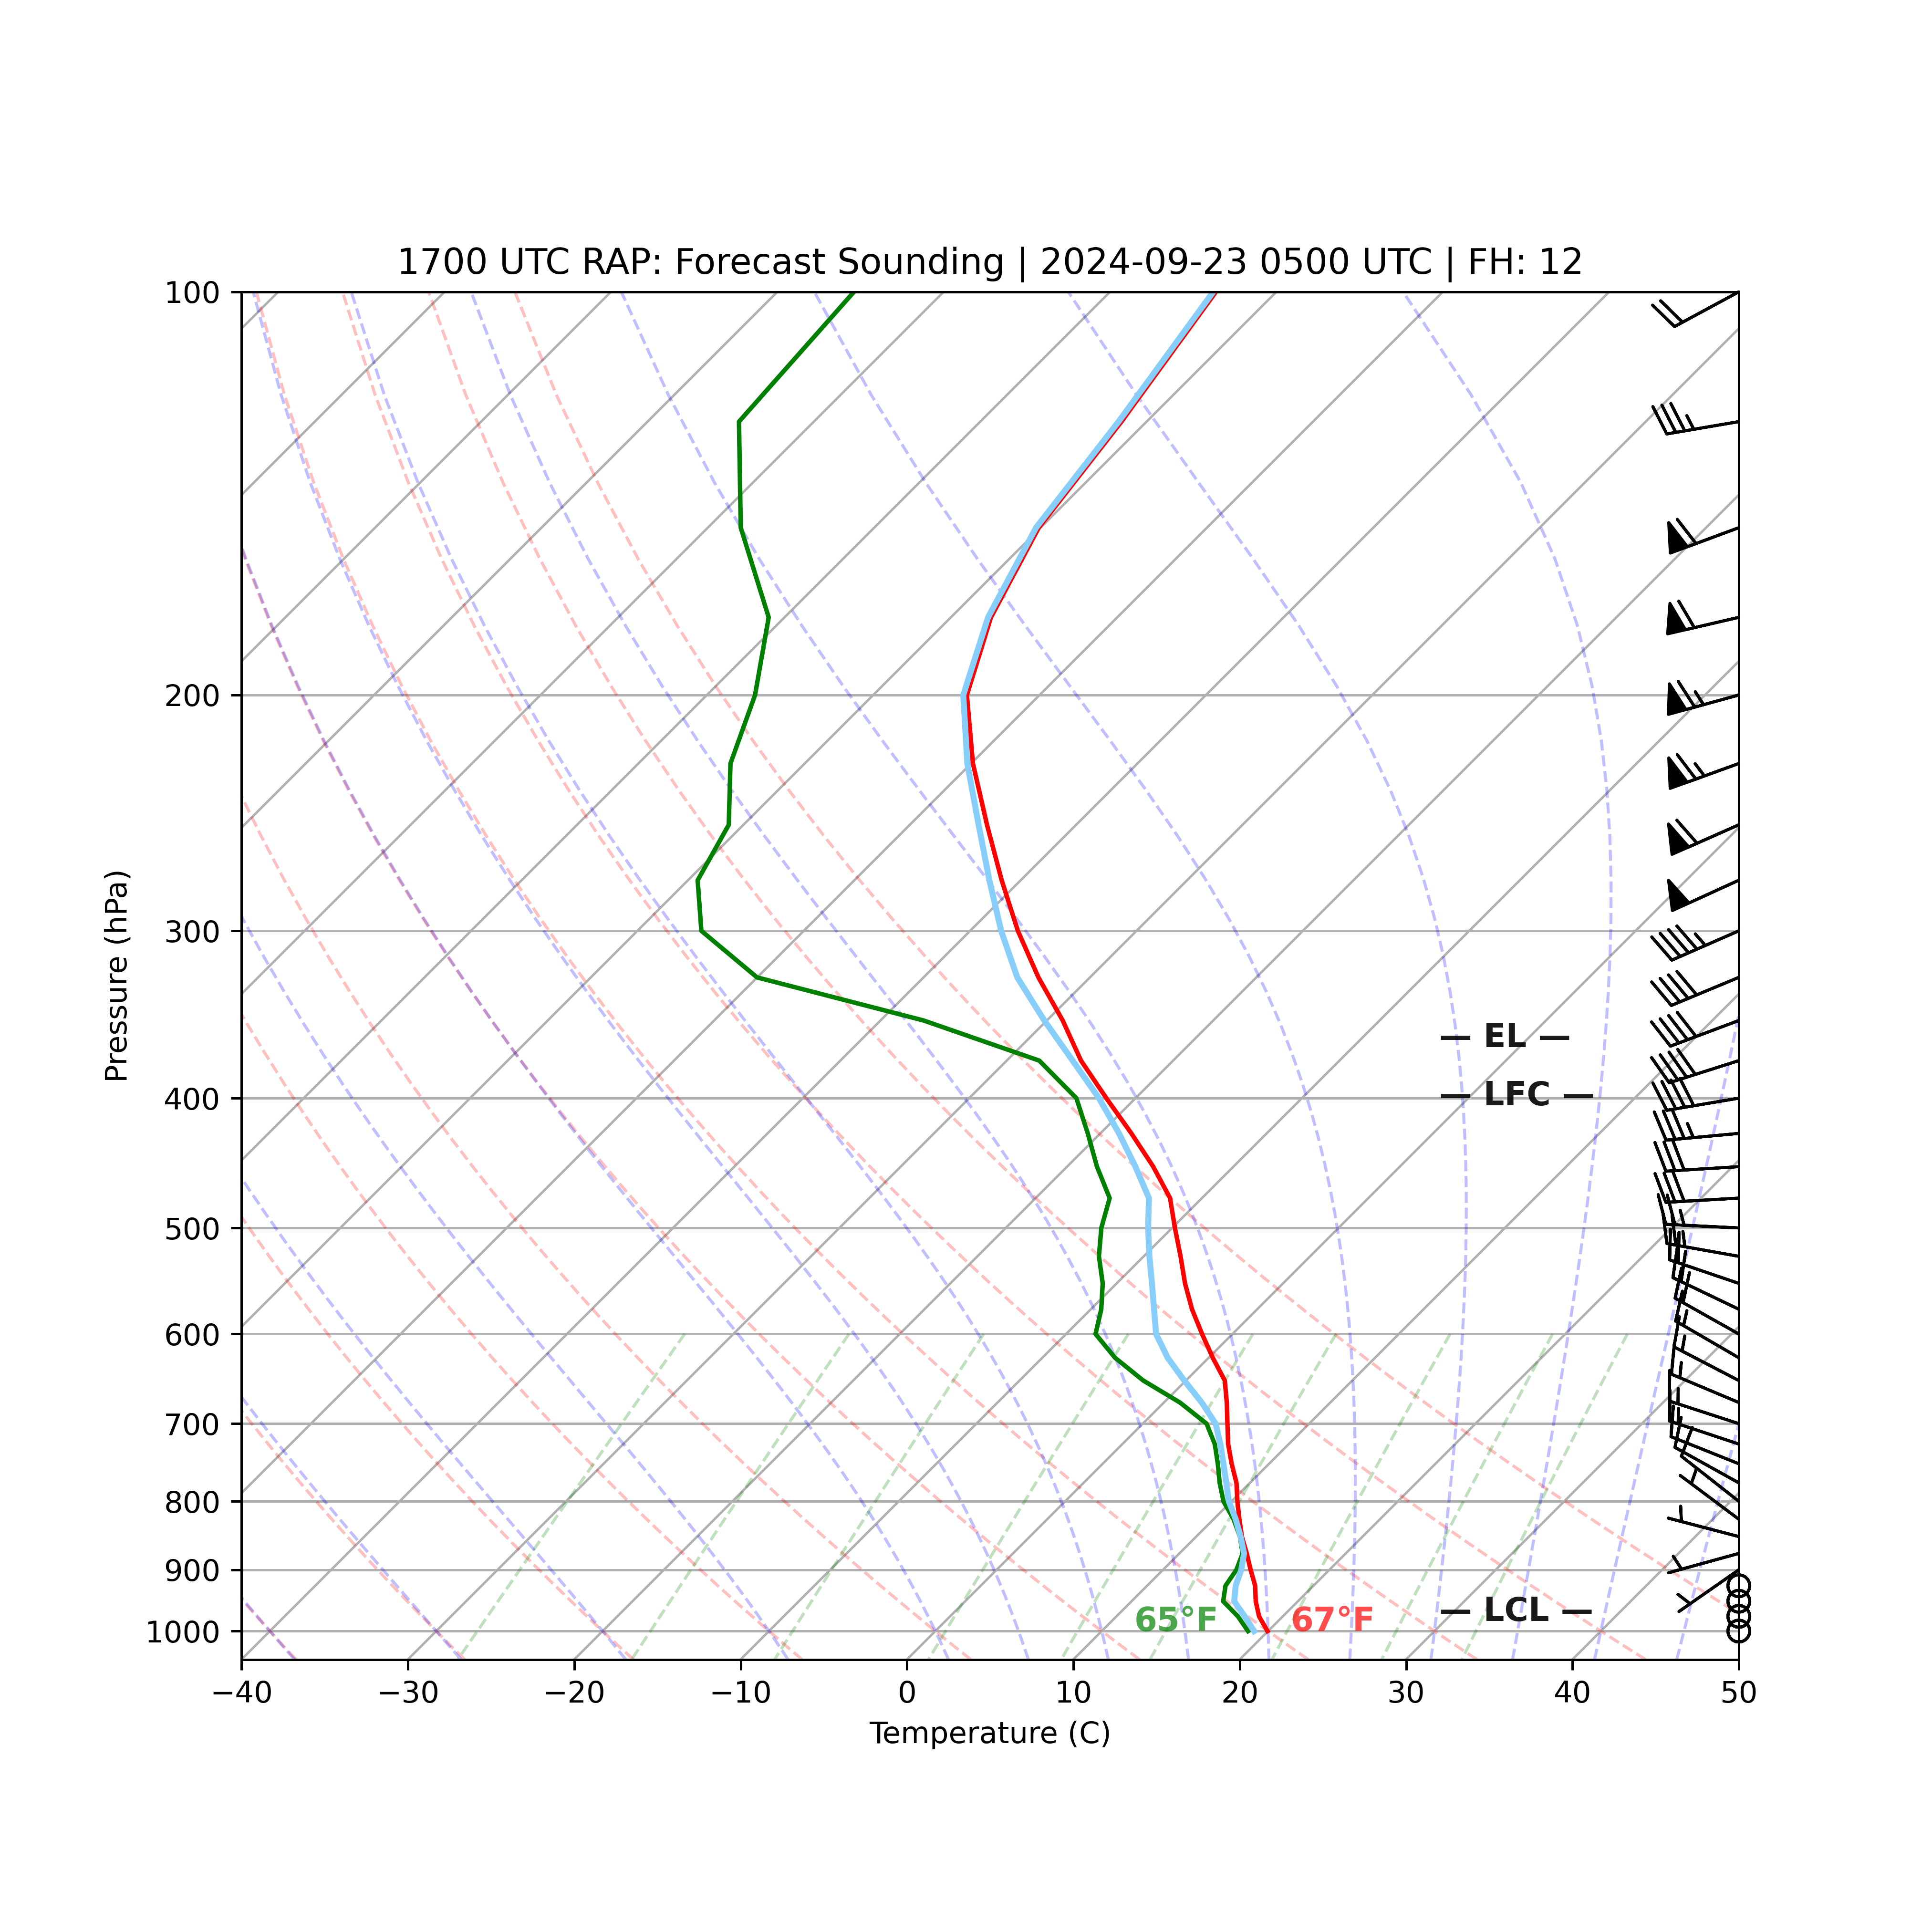 1700 UTC RAP: Forecast Sounding | 2024-09-23 0500 UTC | FH: 12
100
200
300
400
500
600
700
800
900
1000
Pressure (hPa)
— EL —
— LFC —
— LCL —
65°F 67°F
−40 −30 −20 −10 0 10 20 30 40 50
Temperature (C)